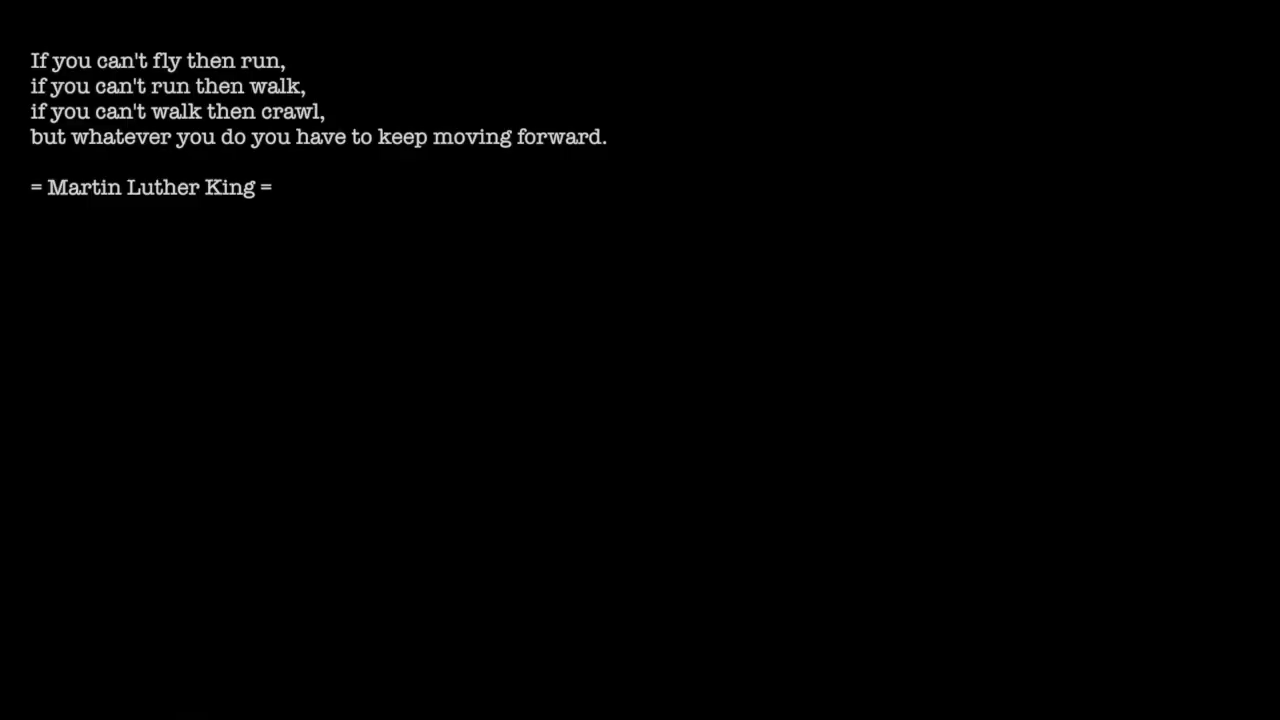 If you can't fly then run,
if you can't run then walk,
if you can't walk then crawl,
but whatever you do you have to keep moving forward.
= Martin Luther King =